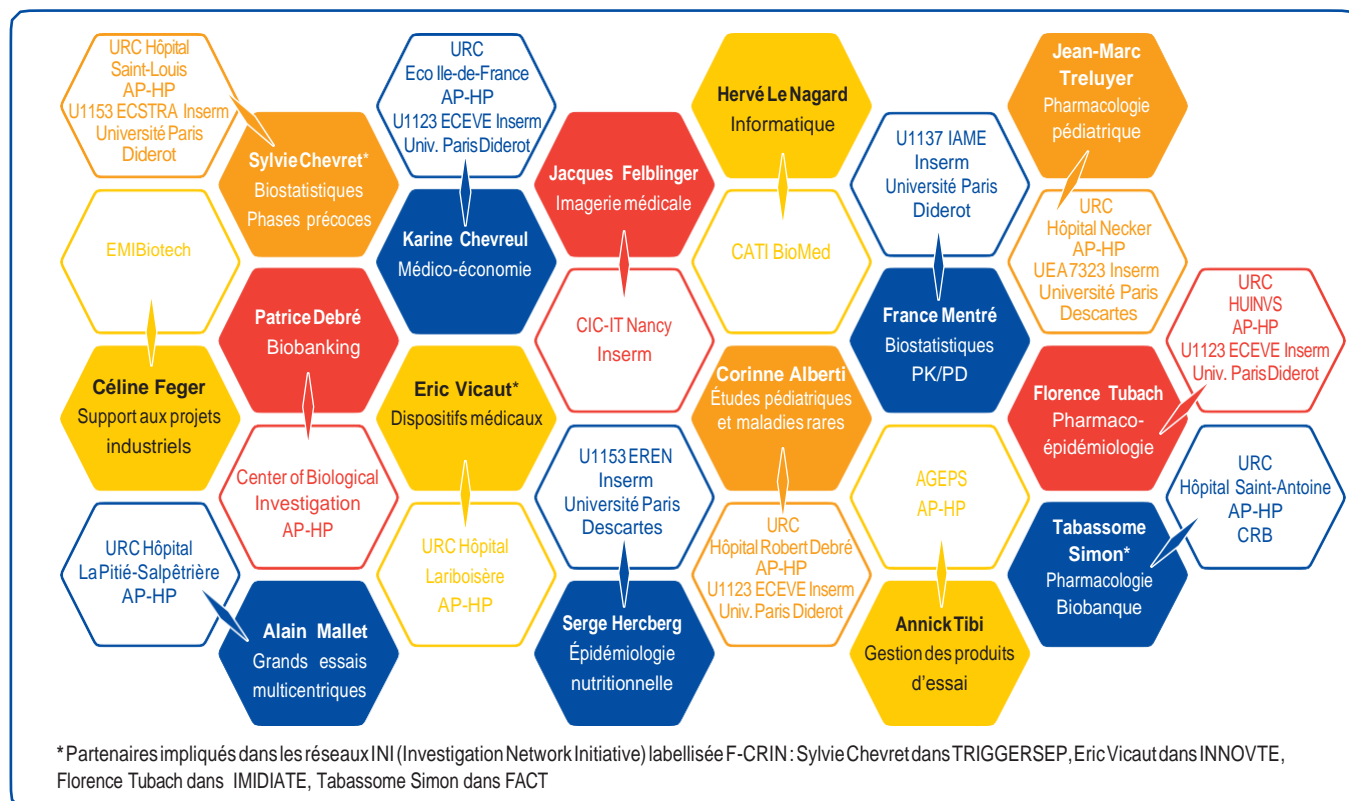 URC Hôpital
Saint-Louis
AP-HP
U1153 ECSTRA Inserm
Université Paris
Diderot
Sylvie Chevret*
Biostatistiques
Phases précoces
URC
Eco Ile-de-France
AP-HP
U1123 ECEVE Inserm
Univ. Paris Diderot
Karine Chevreul
Médico-économie
Jacques Felblinger
Imagerie médicale
CIC-IT Nancy
Inserm
Hervé Le Nagard
Informatique
CATI BioMed
U1137 IAME
Inserm
Université Paris
Diderot
France Mentré
Biostatistiques
PK/PD
Jean-Marc
Treluyer
Pharmacologie
pédiatrique
URC
Hôpital Necker
AP-HP
UEA7323 Inserm
Université Paris
Descartes
EMIBiotech
Céline Feger
Support aux projets
industriels
Patrice Debré
Biobanking
Center of Biological
Investigation
AP-HP
Eric Vicaut*
Dispositifs médicaux
URC Hôpital
Lariboisère
AP-HP
Corinne Alberti
Études pédiatriques
et maladies rares
URC
Hôpital Robert Debré
AP-HP
U1123 ECEVE Inserm
Univ. Paris Diderot
URC
HUINVS
AP-HP
U1123 ECEVE Inserm
Univ. Paris Diderot
Florence Tubach
Pharmaco-
épidémiologie
URC Hôpital
La Pitié-Salpêtrière
AP-HP
Alain Mallet
Grands essais
multicentriques
U1153 EREN
Inserm
Université Paris
Descartes
Serge Hercberg
Épidémiologie
nutritionnelle
AGEPS
AP-HP
Annick Tibi
Gestion des produits
d'essai
URC
Hôpital Saint-Antoine
AP-HP
CRB
Tabassome
Simon*
Pharmacologie
Biobanque
* Partenaires impliqués dans les réseaux INI (Investigation Network Initiative) labellisée F-CRIN : Sylvie Chevret dans TRIGGERSEP, Eric Vicaut dans INNOVTE,
Florence Tubach dans IMIDIATE, Tabassome Simon dans FACT